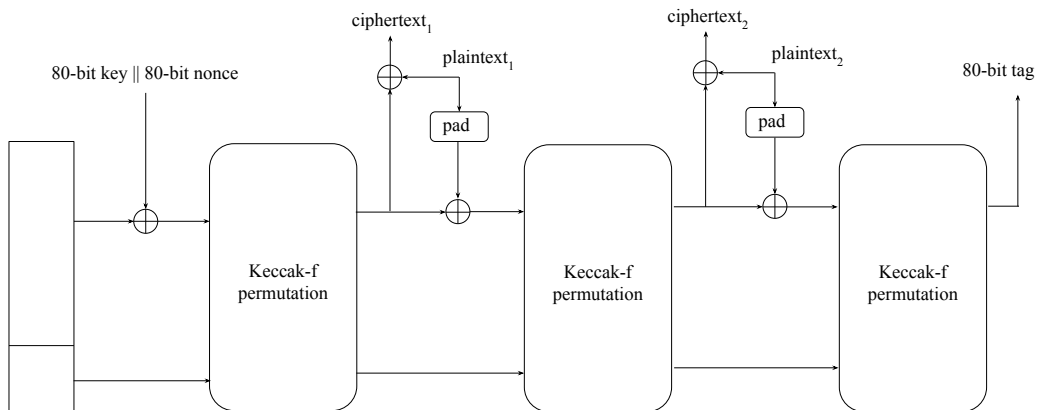 ciphertext₁
ciphertext₂
plaintext₁
plaintext₂
80-bit key || 80-bit nonce
80-bit tag
pad
pad
Keccak-f
permutation
Keccak-f
permutation
Keccak-f
permutation